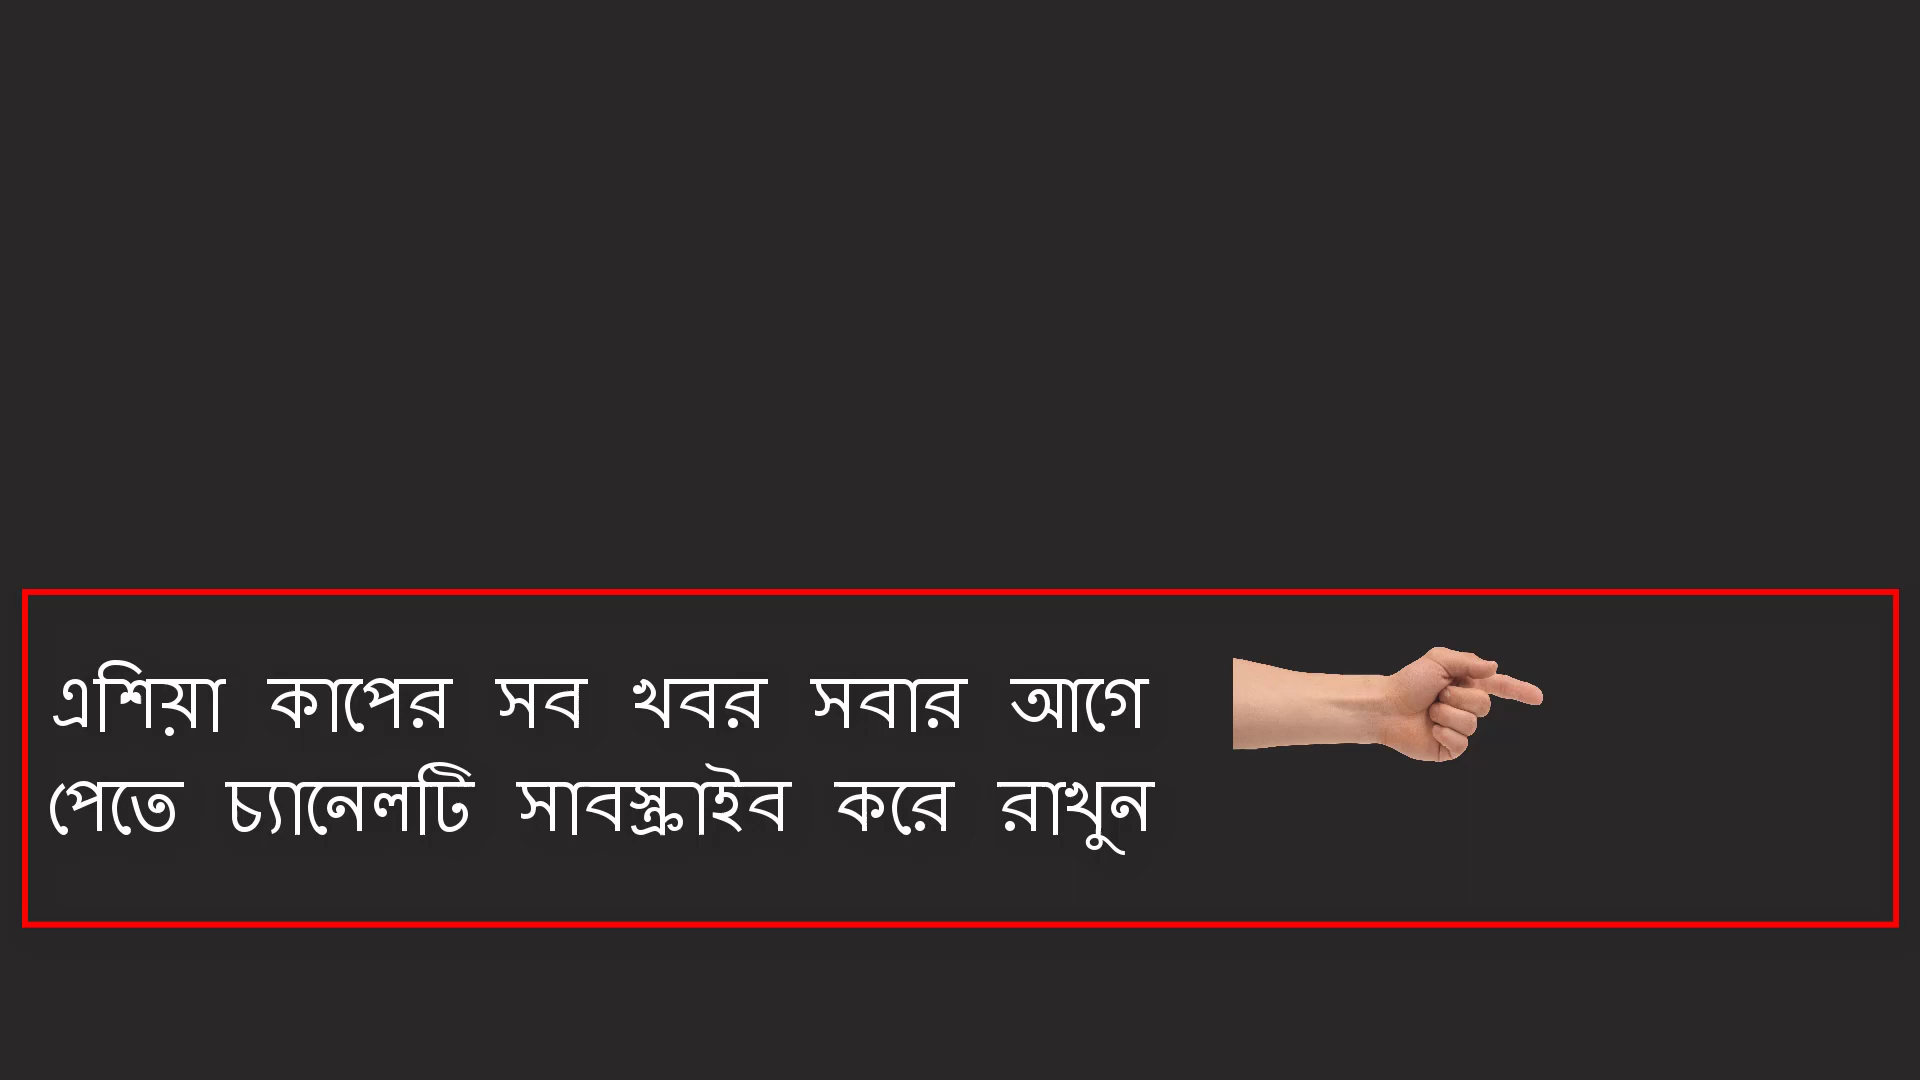 এশিয়া কাপের সব খবর সবার আগে
পেতে চ্যানেলটি সাবস্ক্রাইব করে রাখুন